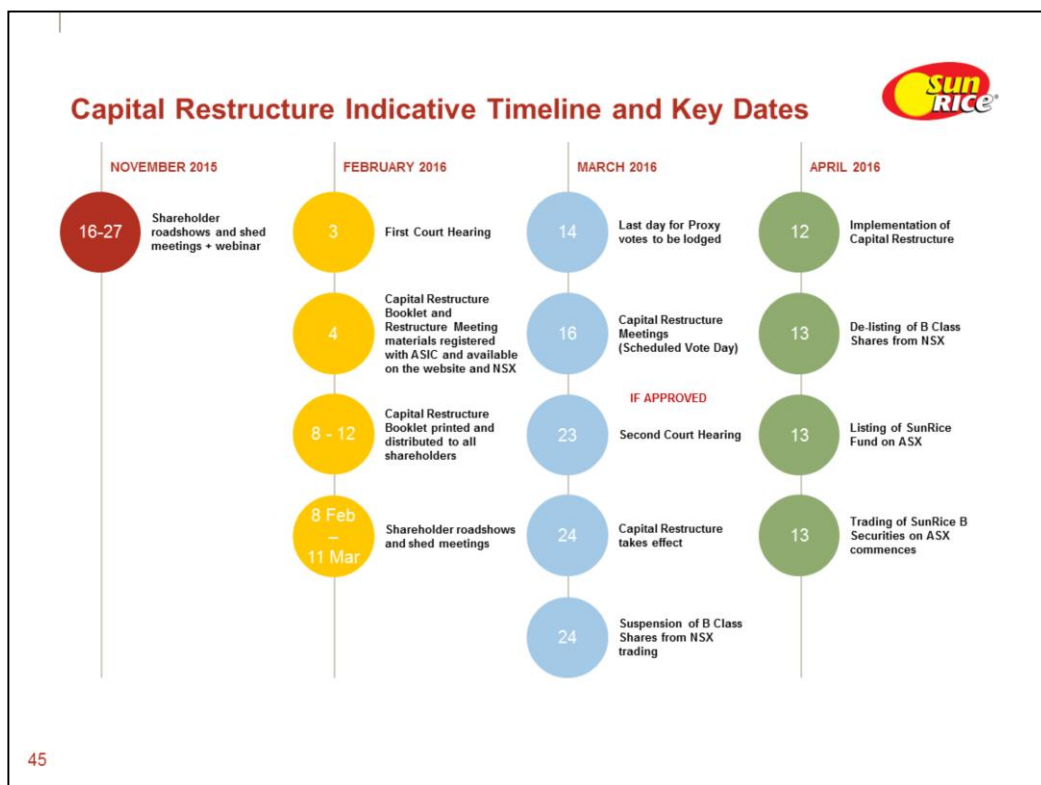 Sun
RICE®
Capital Restructure Indicative Timeline and Key Dates
NOVEMBER 2015
16-27
Shareholder
roadshows and shed
meetings + webinar
FEBRUARY 2016
3
First Court Hearing
4
Capital Restructure
Booklet and
Restructure Meeting
materials registered
with ASIC and available
on the website and NSX
8 - 12
Capital Restructure
Booklet printed and
distributed to all
shareholders
8 Feb
–
11 Mar
Shareholder roadshows
and shed meetings
MARCH 2016
14
Last day for Proxy
votes to be lodged
16
Capital Restructure
Meetings
(Scheduled Vote Day)
IF APPROVED
23
Second Court Hearing
24
Capital Restructure
takes effect
24
Suspension of B Class
Shares from NSX
trading
APRIL 2016
12
Implementation of
Capital Restructure
13
De-listing of B Class
Shares from NSX
13
Listing of SunRice
Fund on ASX
13
Trading of SunRice B
Securities on ASX
commences
45